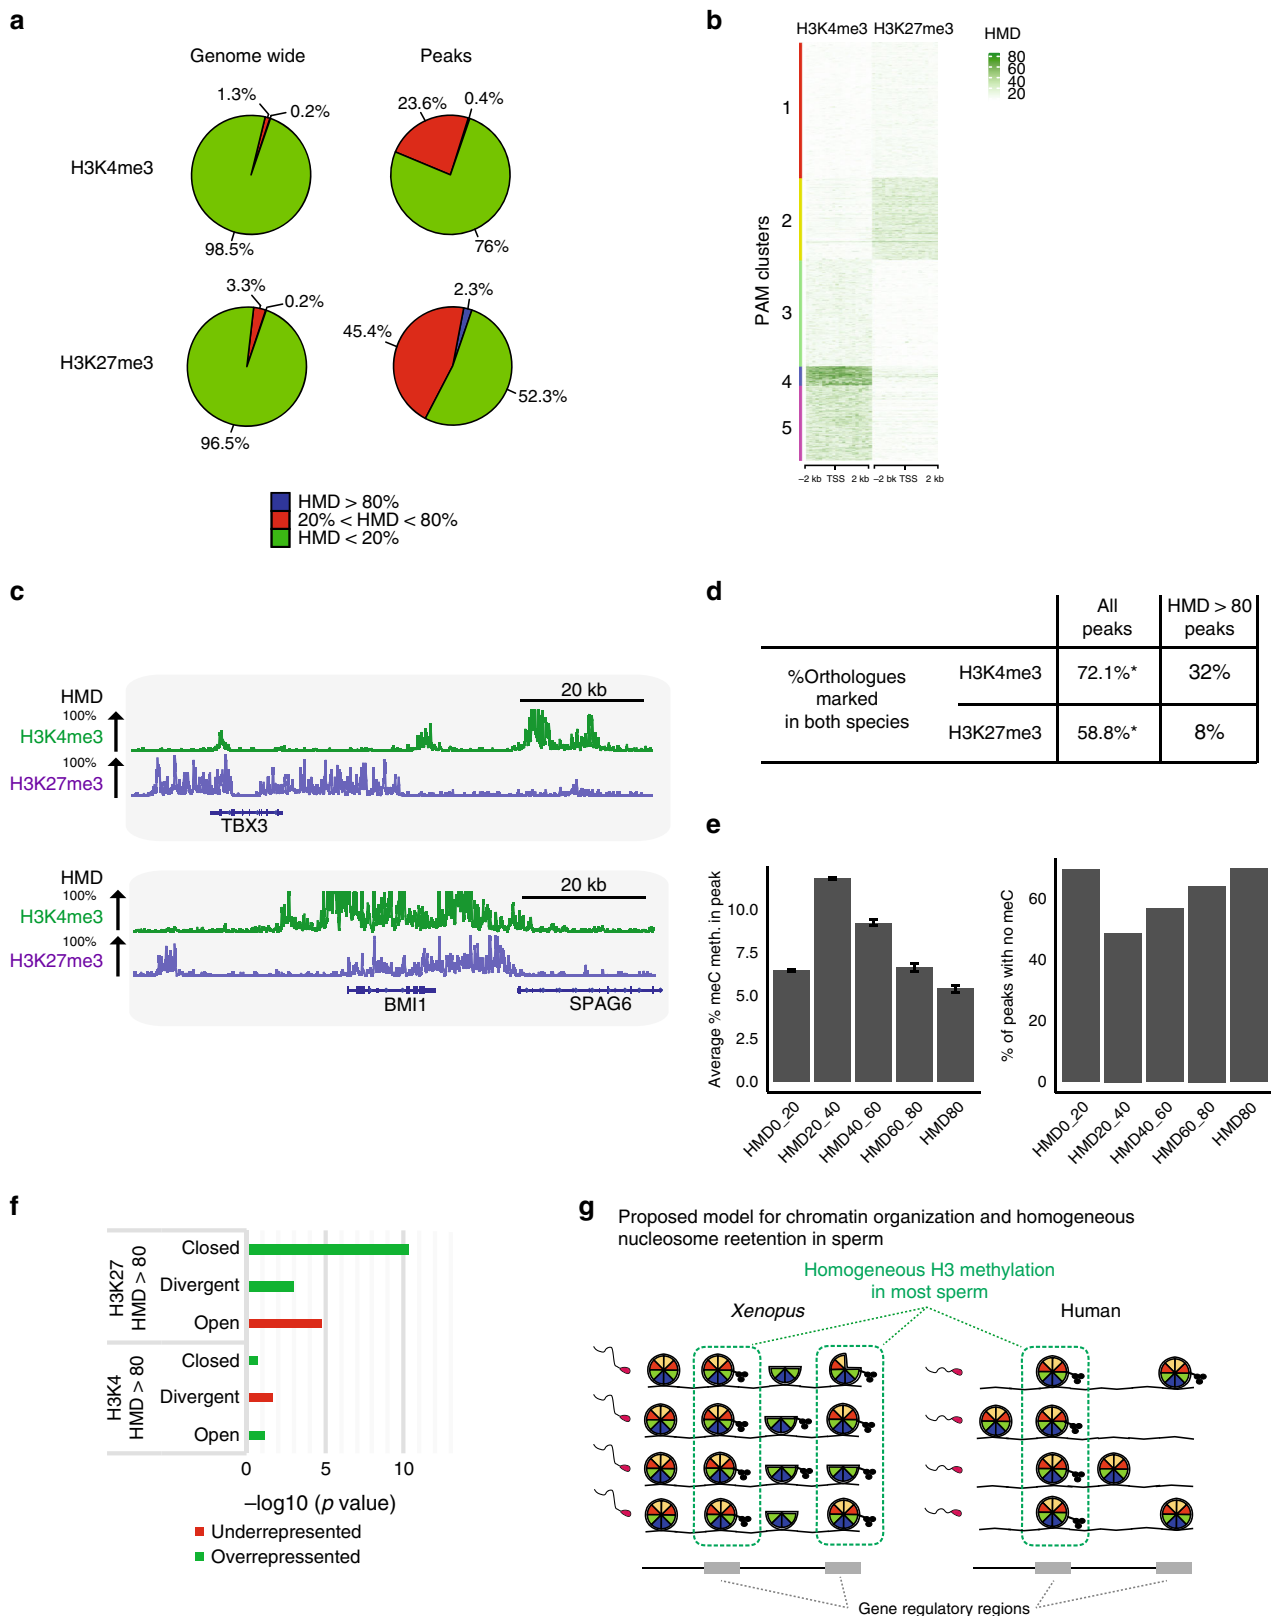 a
Genome wide
Peaks
H3K4me3
1.3%
0.2%
98.5%
23.6%
0.4%
76%
H3K27me3
3.3%
0.2%
96.5%
45.4%
2.3%
52.3%
HMD > 80%
20% < HMD < 80%
HMD < 20%
b
H3K4me3 H3K27me3
HMD
80
60
40
20
PAM clusters
1
2
3
4
5
–2 kb TSS 2 kb –2 bk TSS 2 kb
c
HMD
100%
H3K4me3
100%
H3K27me3
20 kb
TBX3
HMD
100%
H3K4me3
100%
H3K27me3
20 kb
BMI1
SPAG6
d
All peaks
HMD > 80 peaks
%Orthologues
marked
in both species
H3K4me3 72.1%* 32%
H3K27me3 58.8%* 8%
e
Average % meC meth. in peak
10.0
7.5
5.0
2.5
0.0
HMD0_20
HMD20_40
HMD40_60
HMD60_80
HMD80
% of peaks with no meC
60
40
20
0
HMD0_20
HMD20_40
HMD40_60
HMD60_80
HMD80
f
H3K27
HMD > 80
Closed
Divergent
Open
H3K4
HMD > 80
Closed
Divergent
Open
0 5 10
–log10 (p value)
Underrepresented
Overrepressented
g
Proposed model for chromatin organization and homogeneous
nucleosome reetention in sperm
Homogeneous H3 methylation
in most sperm
Xenopus
Human
Gene regulatory regions